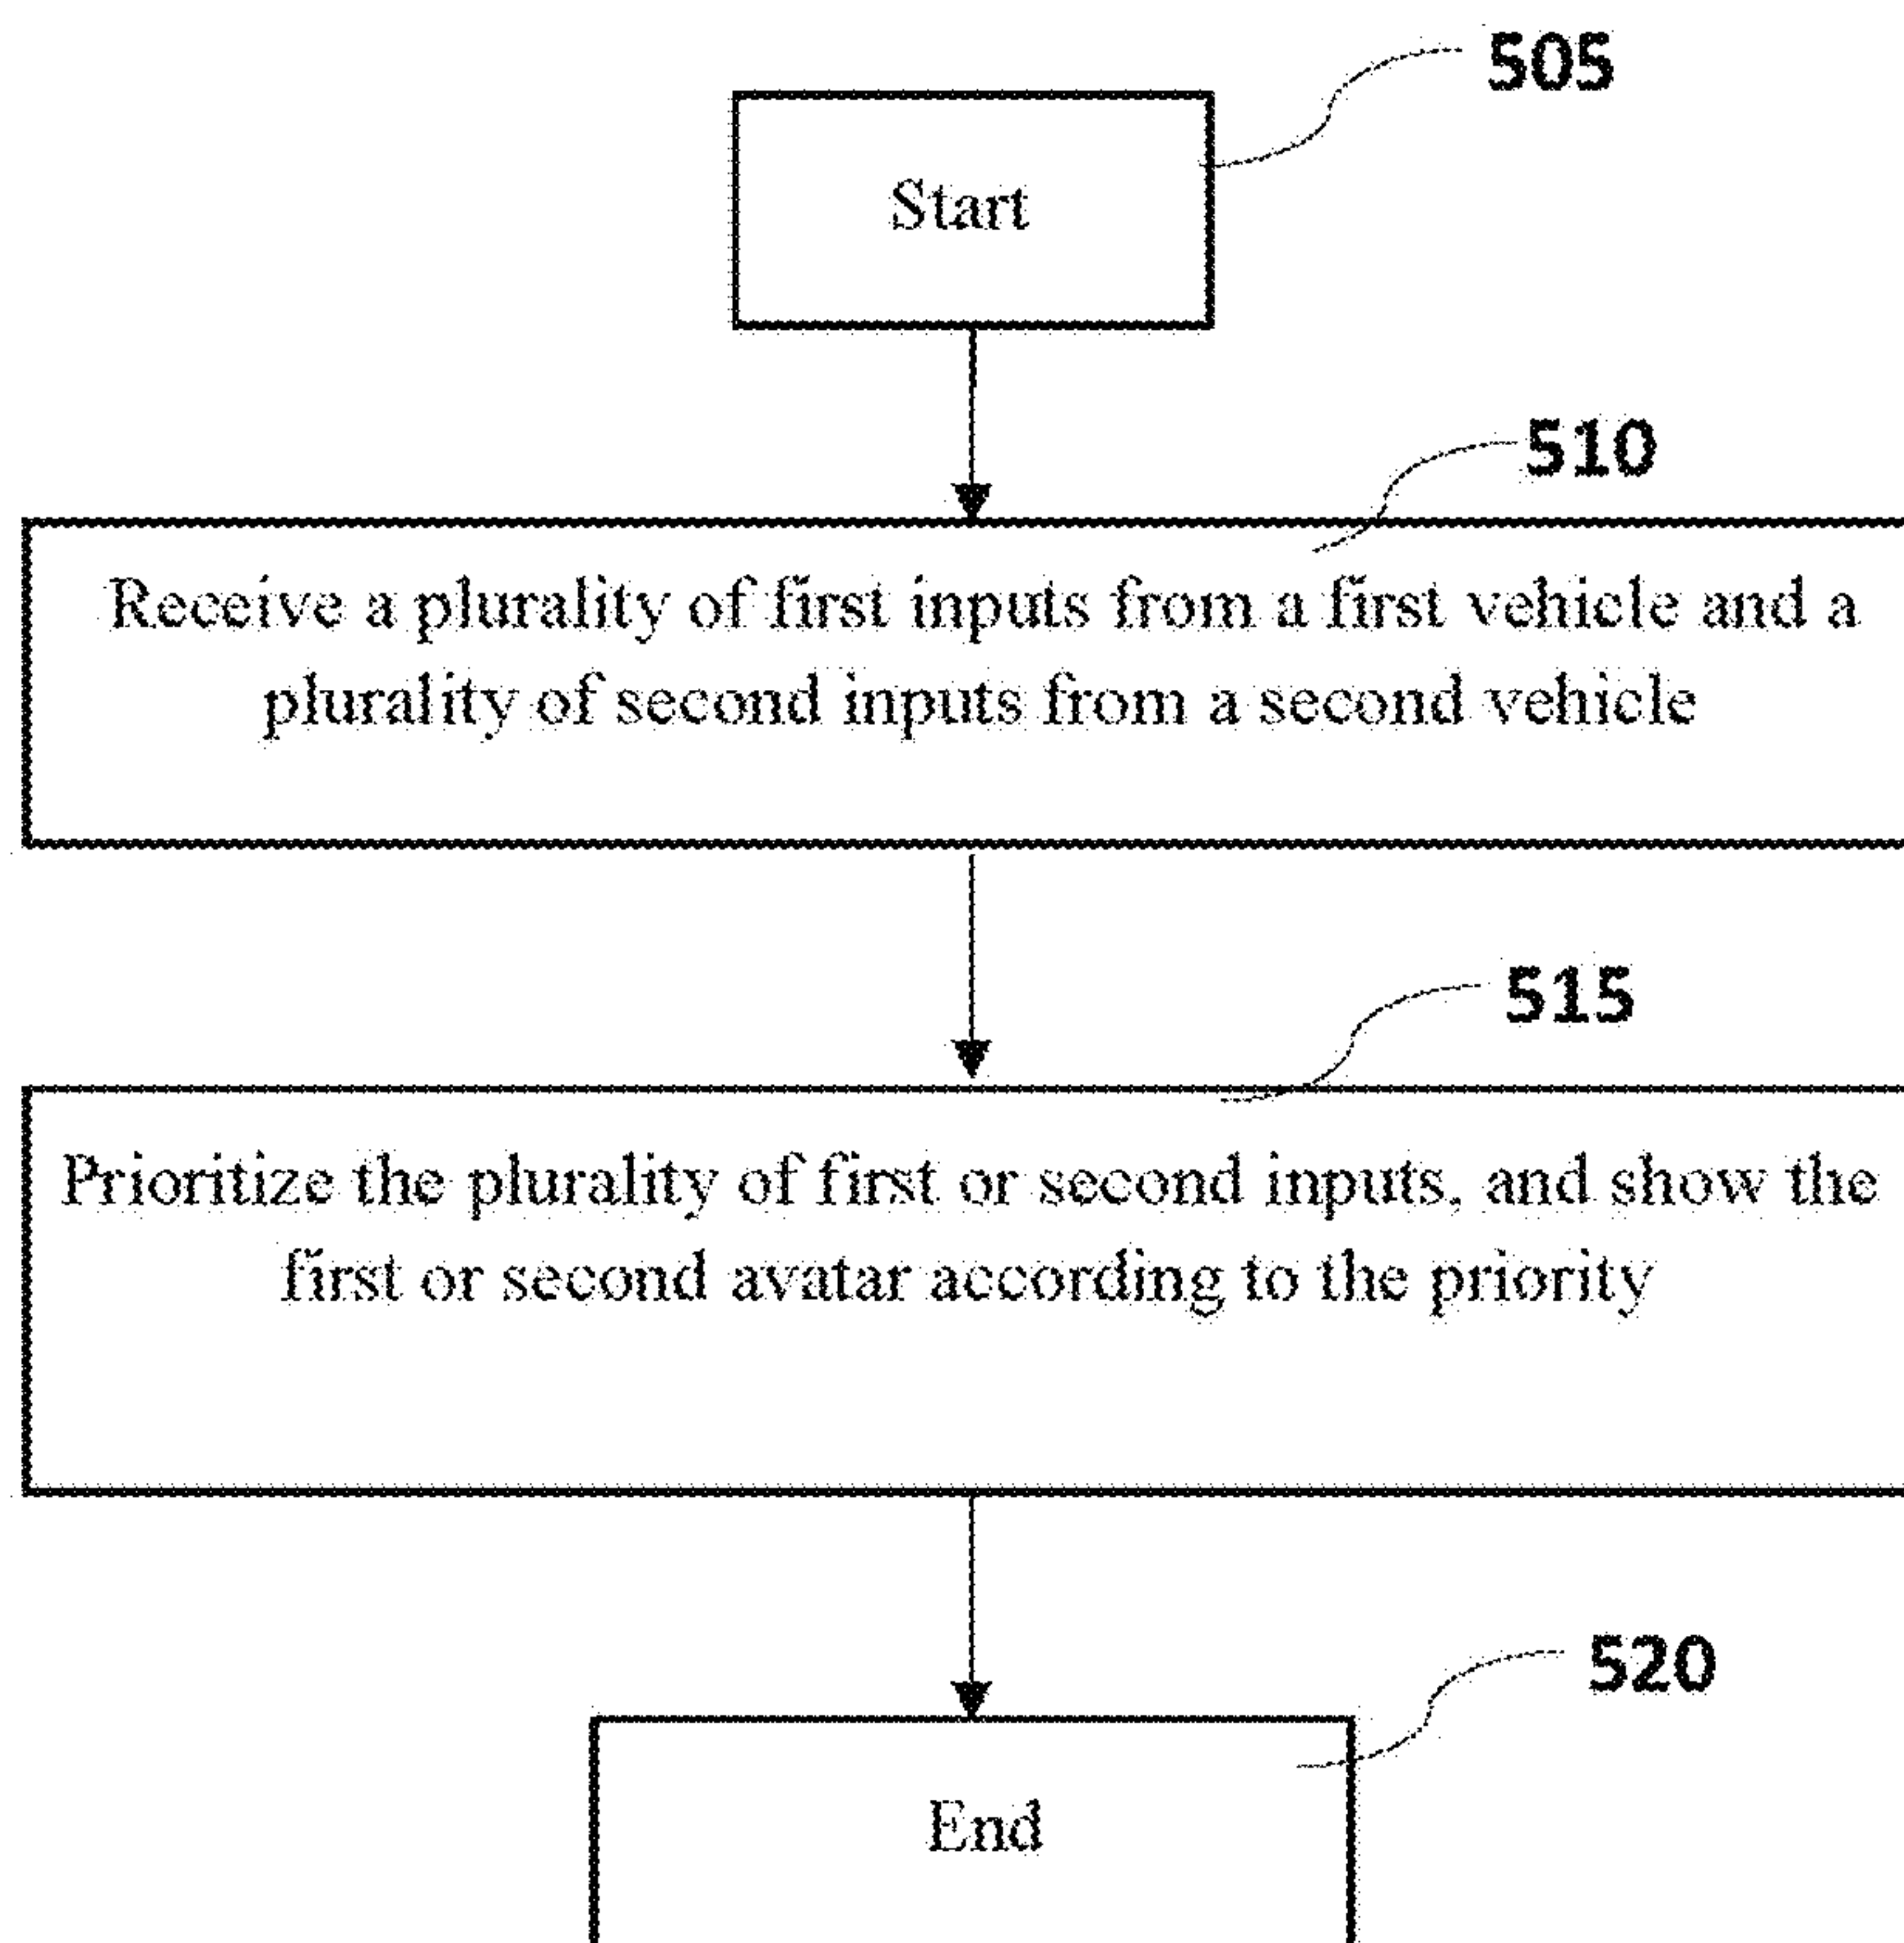 505
Start
510
Receive a plurality of first inputs from a first vehicle and a
plurality of second inputs from a second vehicle
515
Prioritize the plurality of first or second inputs, and show the
first or second avatar according to the priority
520
End